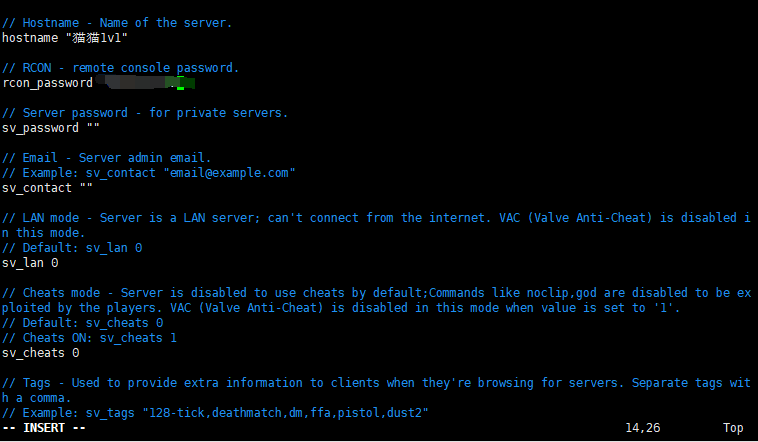 // Hostname - Name of the server.
hostname "猫猫1v1"
// RCON - remote console password.
rcon_password
// Server password - for private servers.
sv_password ""
// Email - Server admin email.
// Example: sv_contact "email@example.com"
sv_contact ""
// LAN mode - Server is a LAN server; can't connect from the internet. VAC (Valve Anti-Cheat) is disabled i
n this mode.
// Default: sv_lan 0
sv_lan 0
// Cheats mode - Server is disabled to use cheats by default;Commands like noclip,god are disabled to be ex
ploited by the players. VAC (Valve Anti-Cheat) is disabled in this mode when value is set to '1'.
// Default: sv_cheats 0
// Cheats ON: sv_cheats 1
sv_cheats 0
// Tags - Used to provide extra information to clients when they're browsing for servers. Separate tags wit
h a comma.
// Example: sv_tags "128-tick,deathmatch,dm,ffa,pistol,dust2"
-- INSERT -- 14,26 Top